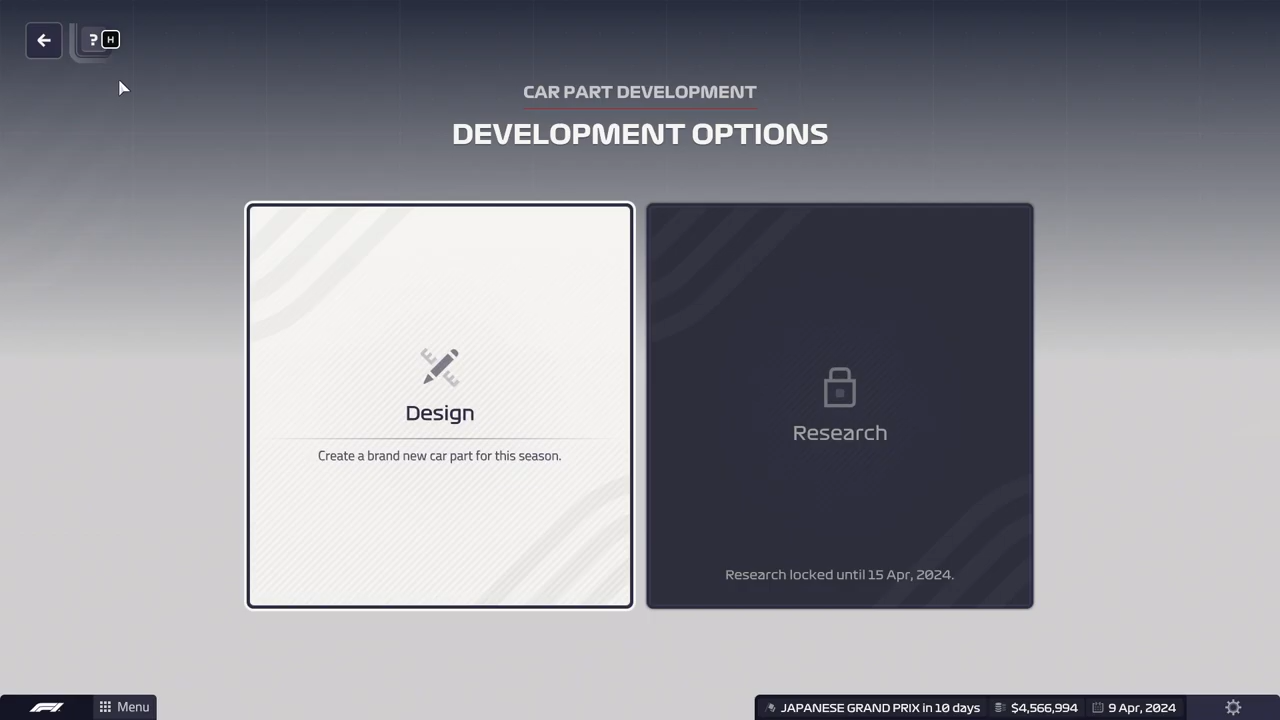 ? H
CAR PART DEVELOPMENT
DEVELOPMENT OPTIONS
Design
Create a brand new car part for this season.
Research
Research locked until 15 Apr, 2024.
Menu
JAPANESE GRAND PRIX in 10 days
$4,566,994
9 Apr, 2024